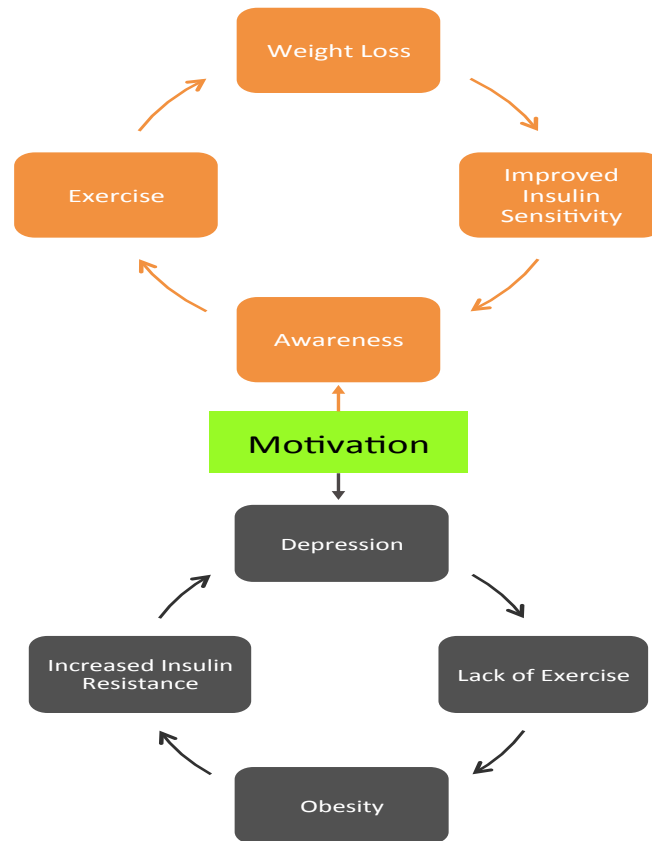 Weight Loss
Exercise
Improved
Insulin
Sensitivity
Awareness
Motivation
Depression
Increased Insulin
Resistance
Lack of Exercise
Obesity